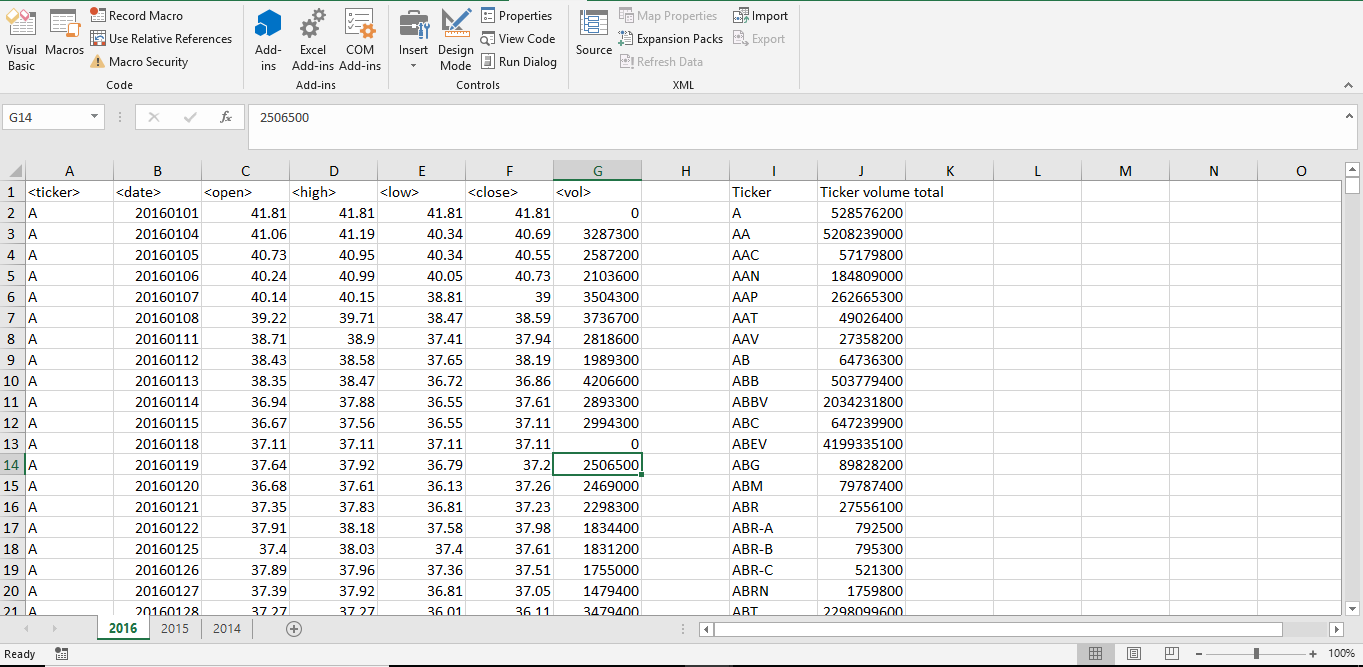 Visual Basic
Macros
Record Macro
Use Relative References
Macro Security
Code
Add-ins
Excel Add-ins
COM Add-ins
Add-ins
Insert
Design Mode
Properties
View Code
Run Dialog
Controls
Source
Map Properties
Expansion Packs
Refresh Data
Import
Export
XML
G14 fx 2506500
A B C D E F G H I J K L M N O
1 <ticker> <date> <open> <high> <low> <close> <vol> Ticker Ticker volume total
2 A 20160101 41.81 41.81 41.81 41.81 0 A 528576200
3 A 20160104 41.06 41.19 40.34 40.69 3287300 AA 5208239000
4 A 20160105 40.73 40.95 40.34 40.55 2587200 AAC 57179800
5 A 20160106 40.24 40.99 40.05 40.73 2103600 AAN 184809000
6 A 20160107 40.14 40.15 38.81 39 3504300 AAP 262665300
7 A 20160108 39.22 39.71 38.47 38.59 3736700 AAT 49026400
8 A 20160111 38.71 38.9 37.41 37.94 2818600 AAV 27358200
9 A 20160112 38.43 38.58 37.65 38.19 1989300 AB 64736300
10 A 20160113 38.35 38.47 36.72 36.86 4206600 ABB 503779400
11 A 20160114 36.94 37.88 36.55 37.61 2893300 ABBV 2034231800
12 A 20160115 36.67 37.56 36.55 37.11 2994300 ABC 647239900
13 A 20160118 37.11 37.11 37.11 37.11 0 ABEV 4199335100
14 A 20160119 37.64 37.92 36.79 37.2 2506500 ABG 89828200
15 A 20160120 36.68 37.61 36.13 37.26 2469000 ABM 79787400
16 A 20160121 37.35 37.83 36.81 37.23 2298300 ABR 27556100
17 A 20160122 37.91 38.18 37.58 37.98 1834400 ABR-A 792500
18 A 20160125 37.4 38.03 37.4 37.61 1831200 ABR-B 795300
19 A 20160126 37.89 37.96 37.36 37.51 1755000 ABR-C 521300
20 A 20160127 37.39 37.92 36.81 37.05 1479400 ABRN 1759800
21 A 20160128 37.27 37.27 36.01 36.11 3479400 ABT 2298099600
2016 2015 2014
Ready 100%